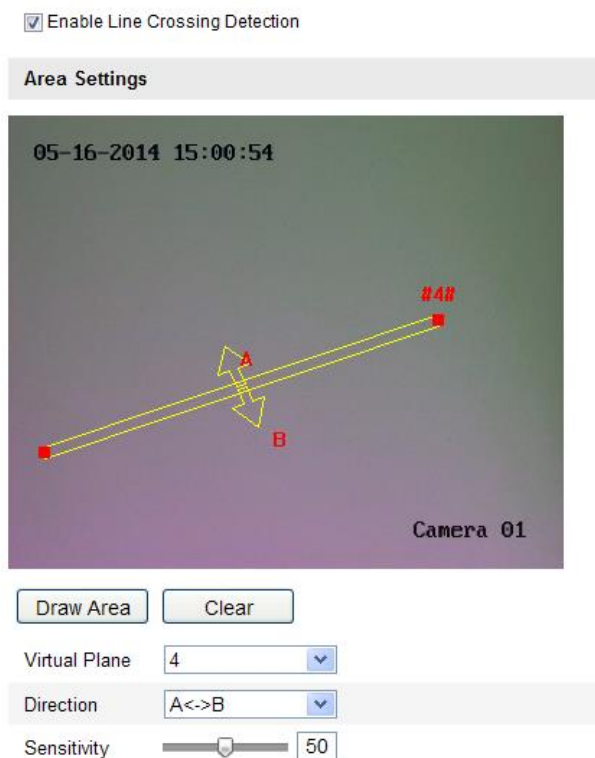 Enable Line Crossing Detection
Area Settings
05-16-2014 15:00:54
#4#
A
B
Camera 01
Draw Area Clear
Virtual Plane 4
Direction A<->B
Sensitivity 50